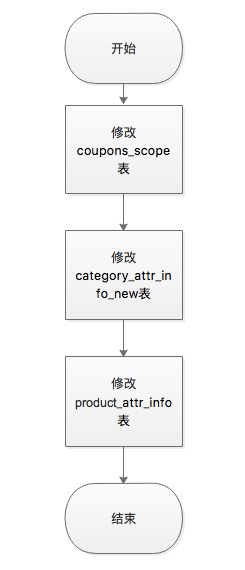 开始
修改
coupons_scope
表
修改
category_attr_in
fo_new表
修改
product_attr_info
表
结束